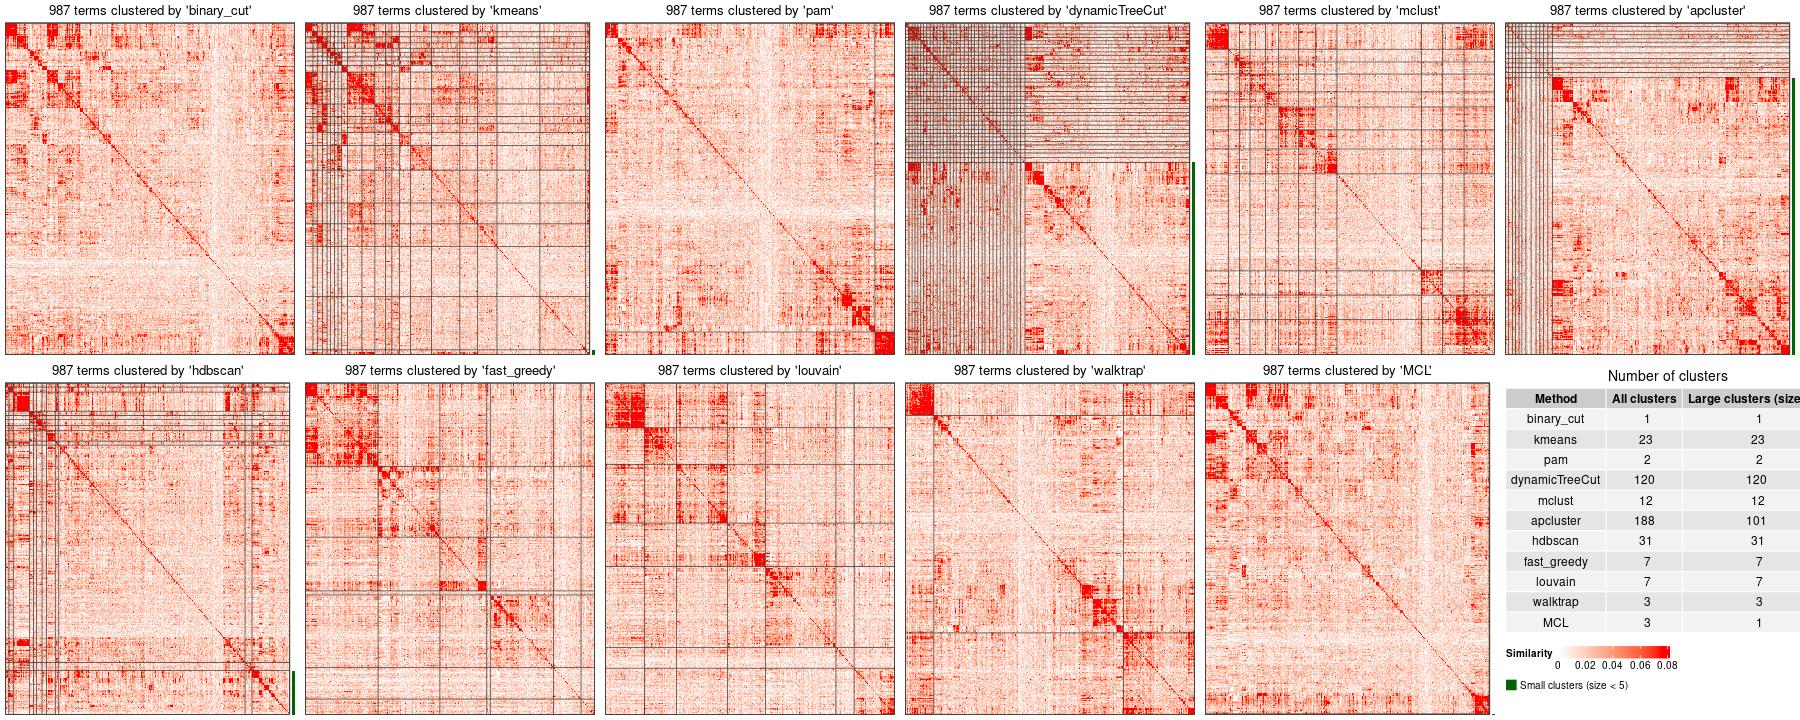 987 terms clustered by 'binary_cut'
987 terms clustered by 'kmeans'
987 terms clustered by 'pam'
987 terms clustered by 'dynamicTreeCut'
987 terms clustered by 'mclust'
987 terms clustered by 'apcluster'
987 terms clustered by 'hdbscan'
987 terms clustered by 'fast_greedy'
987 terms clustered by 'louvain'
987 terms clustered by 'walktrap'
987 terms clustered by 'MCL'
Number of clusters
Method All clusters Large clusters (size
binary_cut 1 1
kmeans 23 23
pam 2 2
dynamicTreeCut 120 120
mclust 12 12
apcluster 188 101
hdbscan 31 31
fast_greedy 7 7
louvain 7 7
walktrap 3 3
MCL 3 1
Similarity
0 0.02 0.04 0.06 0.08
Small clusters (size < 5)